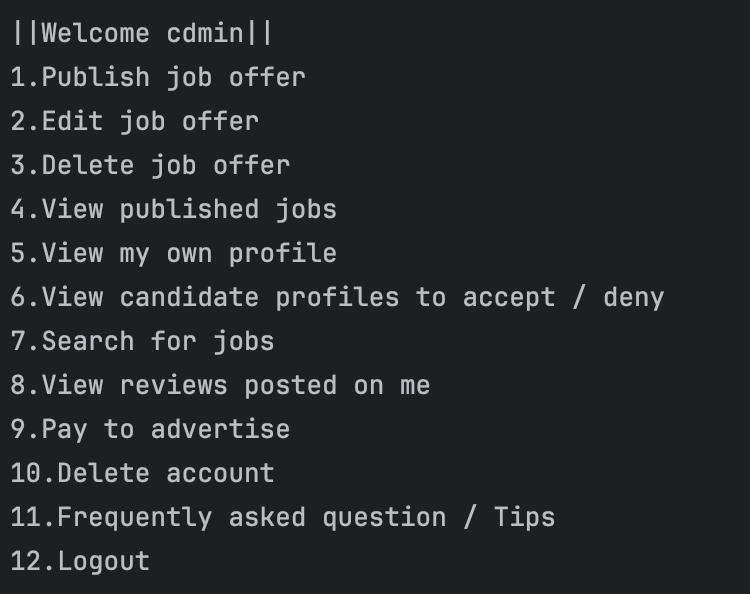 ||Welcome cdmin||
1.Publish job offer
2.Edit job offer
3.Delete job offer
4.View published jobs
5.View my own profile
6.View candidate profiles to accept / deny
7.Search for jobs
8.View reviews posted on me
9.Pay to advertise
10.Delete account
11.Frequently asked question / Tips
12.Logout